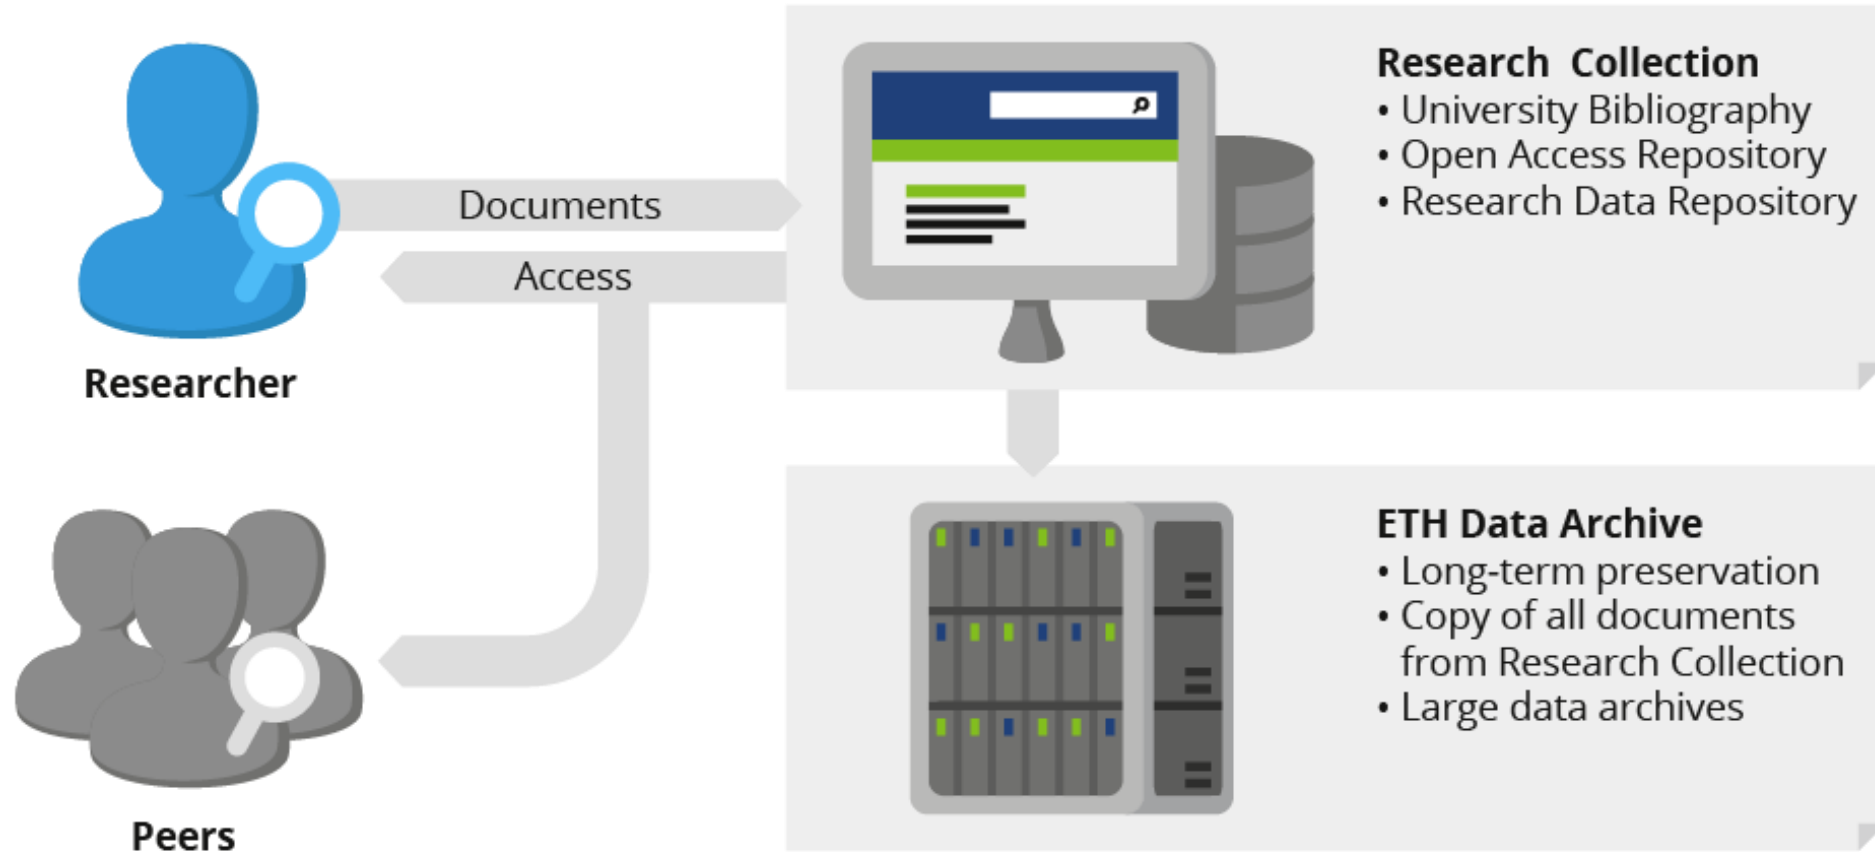 Documents
Access
Researcher
Peers
Research Collection
• University Bibliography
• Open Access Repository
• Research Data Repository
ETH Data Archive
• Long-term preservation
• Copy of all documents
from Research Collection
• Large data archives